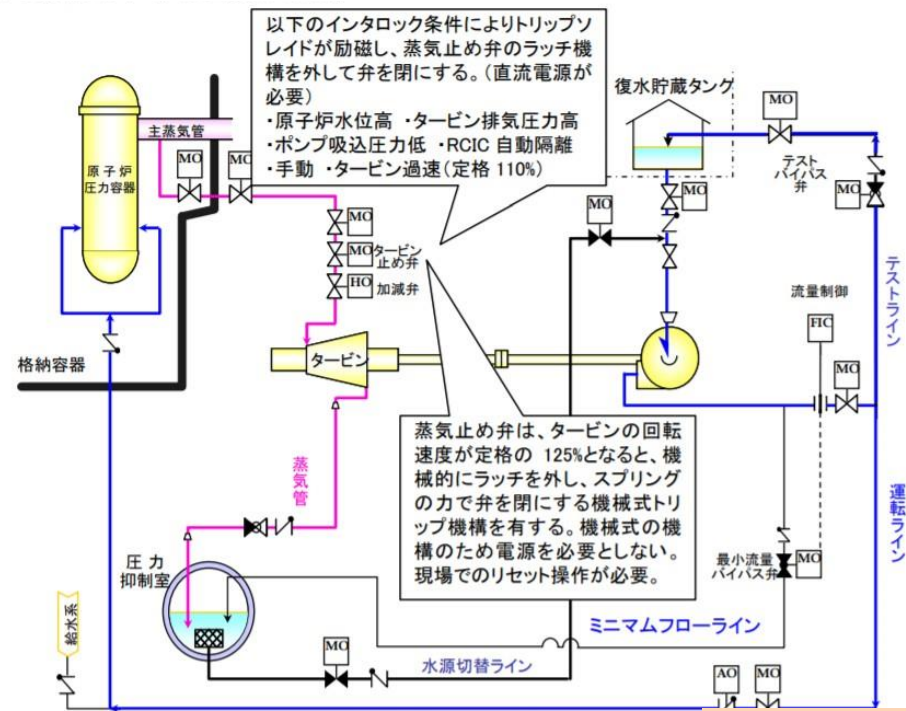 以下のインタロック条件によりトリップソ
レイドが励磁し、蒸気止め弁のラッチ機
構を外して弁を閉にする。(直流電源が
必要)
・原子炉水位高 ・タービン排気圧力高
・ポンプ吸込圧力低 ・RCIC 自動隔離
・手動 ・タービン過速(定格 110%)
復水貯蔵タンク
MO
主蒸気管
MO
MO
原子炉
圧力容器
テスト
バイパス
弁
MO
MO
MO
MO
MO
タービン
止め弁
HO
加減弁
テストライン
流量制御
FIC
MO
格納容器
タービン
蒸気止め弁は、タービンの回転
速度が定格の 125%となると、機
械的にラッチを外し、スプリング
の力で弁を閉にする機械式トリ
ップ機構を有する。機械式の機
構のため電源を必要としない。
現場でのリセット操作が必要。
蒸気管
運転ライン
圧力
抑制室
最小流量
バイパス弁
MO
給水系
ミニマムフローライン
MO
水源切替ライン
AO
MO